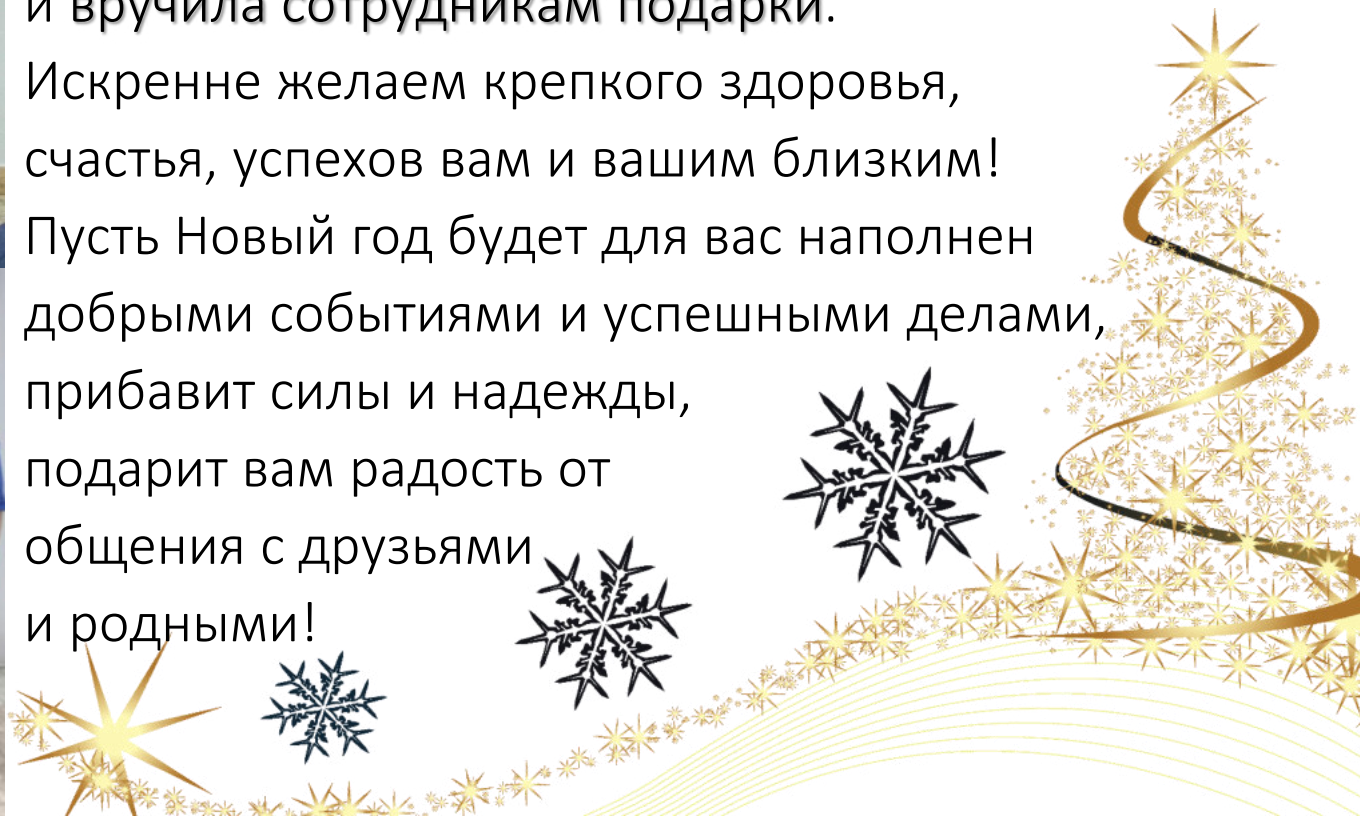 и вручила сотрудникам подарки.
Искренне желаем крепкого здоровья,
счастья, успехов вам и вашим близким!
Пусть Новый год будет для вас наполнен
добрыми событиями и успешными делами,
прибавит силы и надежды,
подарит вам радость от
общения с друзьями
и родными!